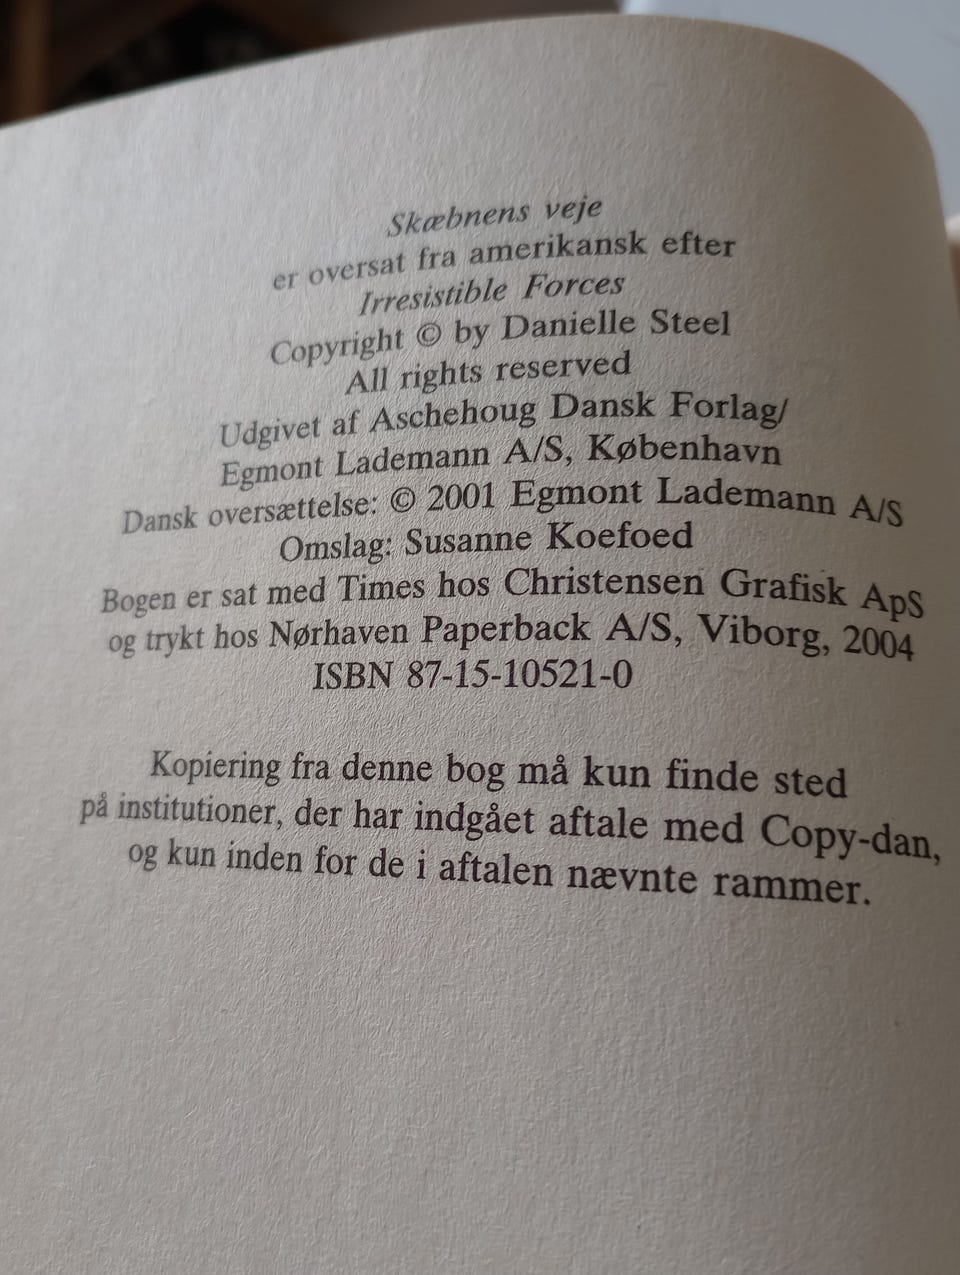 Skæbnens veje
er oversat fra amerikansk efter
Irresistible Forces
Copyright © by Danielle Steel
All rights reserved
Udgivet af Aschehoug Dansk Forlag/
Egmont Lademann A/S, København
Dansk oversættelse: © 2001 Egmont Lademann A/S
Omslag: Susanne Koefoed
Bogen er sat med Times hos Christensen Grafisk ApS
og trykt hos Nørhaven Paperback A/S, Viborg, 2004
ISBN 87-15-10521-0
Kopiering fra denne bog må kun finde sted
på institutioner, der har indgået aftale med Copy-dan,
og kun inden for de i aftalen nævnte rammer.